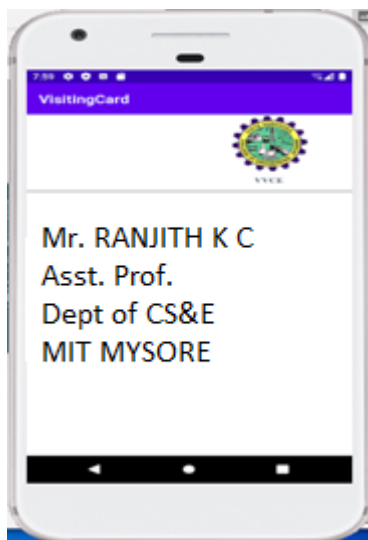 7:59
VisitingCard
VVCE
Mr. RANJITH K C
Asst. Prof.
Dept of CS&E
MIT MYSORE